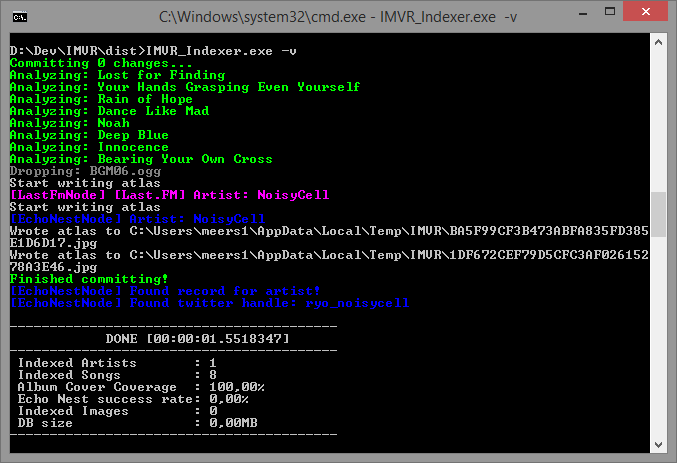 C:\Windows\system32\cmd.exe - IMVR_Indexer.exe -v
D:\Dev\IMVR\dist>IMVR_Indexer.exe -v
Committing 0 changes...
Analyzing: Lost for Finding
Analyzing: Your Hands Grasping Even Yourself
Analyzing: Rain of Hope
Analyzing: Dance Like Mad
Analyzing: Noah
Analyzing: Deep Blue
Analyzing: Innocence
Analyzing: Bearing Your Own Cross
Dropping: BGM06.ogg
Start writing atlas
[LastFmNode] [Last.FM] Artist: NoisyCell
Start writing atlas
[EchoNestNode] Artist: NoisyCell
Wrote atlas to C:\Users\meers1\AppData\Local\Temp\IMVR\BA5F99CF3B473ABFA835FD385
E1D6D17.jpg
Wrote atlas to C:\Users\meers1\AppData\Local\Temp\IMVR\1DF672CEF79D5CFC3AF026152
78A3E46.jpg
Finished committing!
[EchoNestNode] Found record for artist!
[EchoNestNode] Found twitter handle: ryo_noisycell
------------------------------------
DONE [00:00:01.5518347]
------------------------------------
Indexed Artists : 1
Indexed Songs : 8
Album Cover Coverage : 100,00%
Echo Nest success rate: 0,00%
Indexed Images : 0
DB size : 0,00MB
------------------------------------